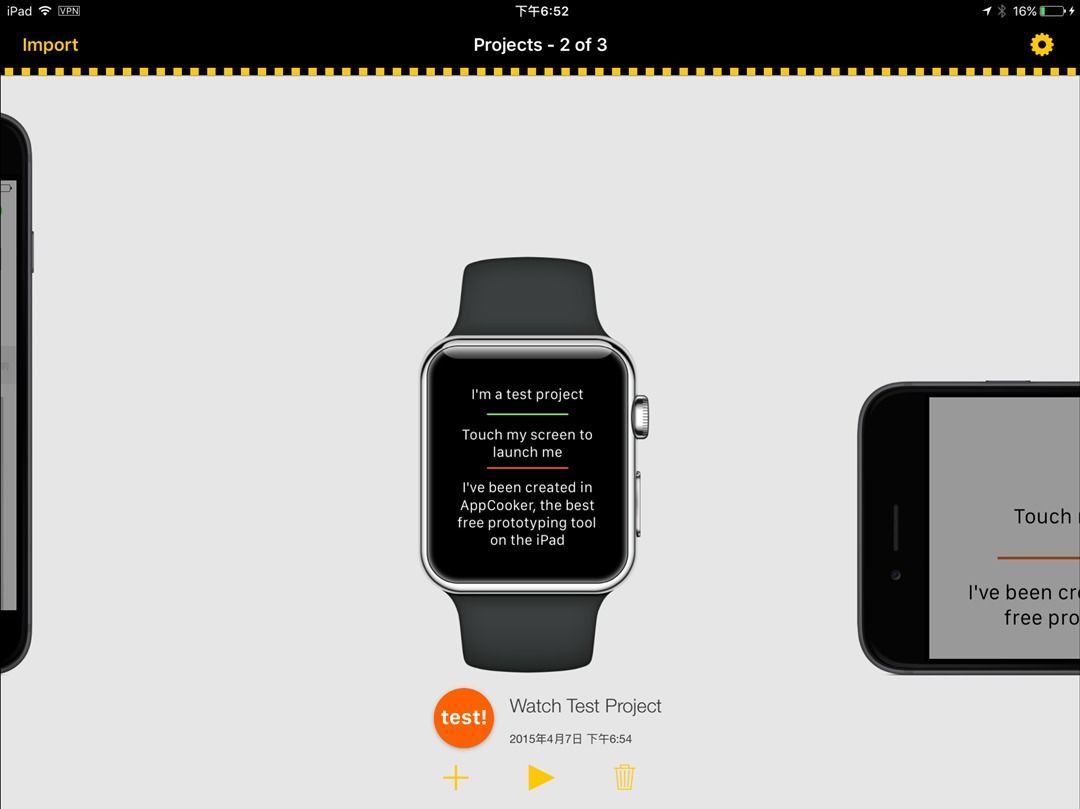 iPad VPN 下午6:52 16%
Import Projects - 2 of 3
I'm a test project
Touch my screen to
launch me
I've been created in
AppCooker, the best
free prototyping tool
on the iPad
Touch
I've been cre
free pro
test! Watch Test Project
2015年4月7日 下午6:54